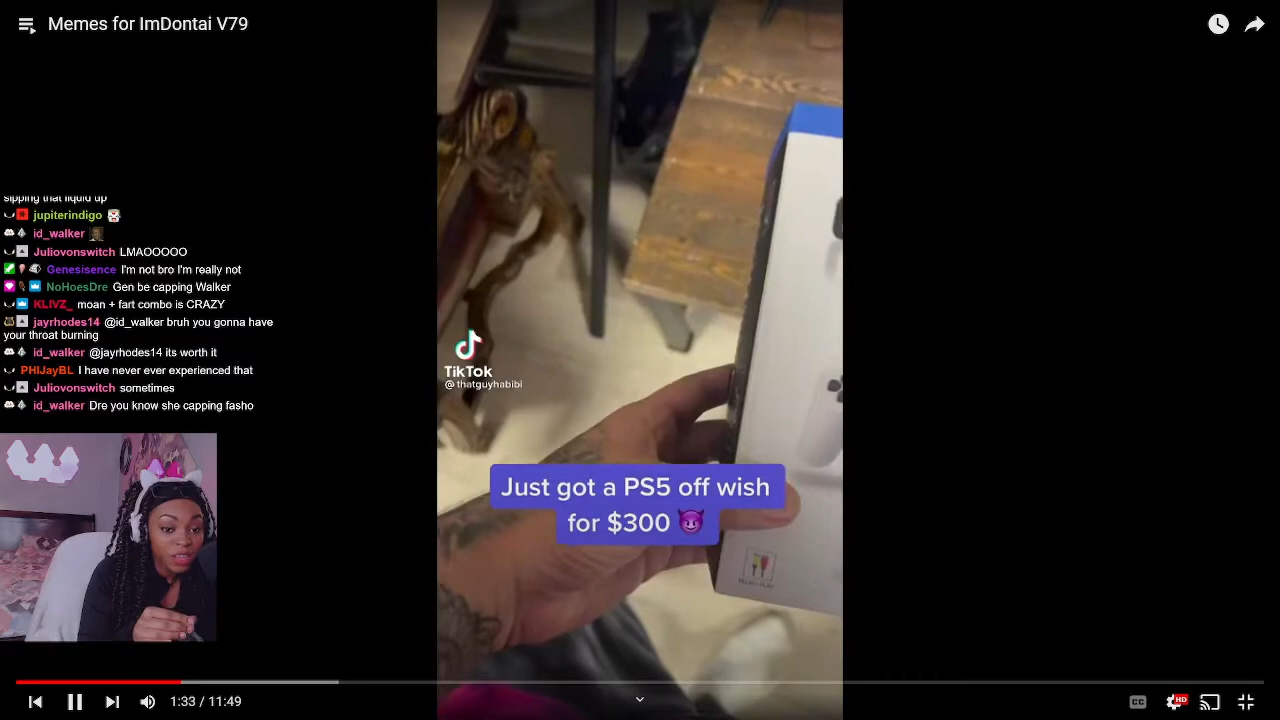 Memes for ImDontai V79
sipping that liquid up
jupiterindigo
id_walker
Juliovonswitch LMAOOOOO
Genesisence I'm not bro I'm really not
NoHoesDre Gen be capping Walker
KLIVZ_ moan + fart combo is CRAZY
jayrhodes14 @id_walker bruh you gonna have
your throat burning
id_walker @jayrhodes14 its worth it
PHIJayBL I have never ever experienced that
Juliovonswitch sometimes
id_walker Dre you know she capping fasho
TikTok
@thatguyhabibi
Just got a PS5 off wish
for $300 😈
1:33 / 11:49
CC
HD